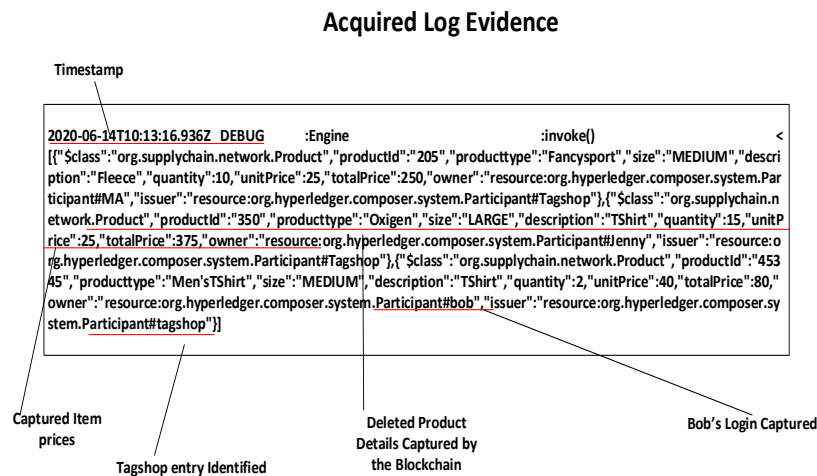 Acquired Log Evidence
Timestamp
2020-06-14T10:13:16.936Z DEBUG :Engine :invoke() <
[{"$class":"org.supplychain.network.Product","productId":"205","producttype":"Fancysport","size":"MEDIUM","descri
ption":"Fleece","quantity":10,"unitPrice":25,"totalPrice":250,"owner":"resource:org.hyperledger.composer.system.Par
ticipant#MA","issuer":"resource:org.hyperledger.composer.system.Participant#Tagshop"},{"$class":"org.supplychain.n
etwork.Product","productId":"350","producttype":"Oxigen","size":"LARGE","description":"TShirt","quantity":15,"unitP
rice":25,"totalPrice":375,"owner":"resource:org.hyperledger.composer.system.Participant#Jenny","issuer":"resource:o
rg.hyperledger.composer.system.Participant#Tagshop"},{"$class":"org.supplychain.network.Product","productId":"453
45","producttype":"Men'sTShirt","size":"MEDIUM","description":"TShirt","quantity":2,"unitPrice":40,"totalPrice":80,"
owner":"resource:org.hyperledger.composer.system.Participant#bob","issuer":"resource:org.hyperledger.composer.sy
stem.Participant#tagshop"}]
Captured Item
prices
Tagshop entry Identified
Deleted Product
Details Captured by
the Blockchain
Bob's Login Captured